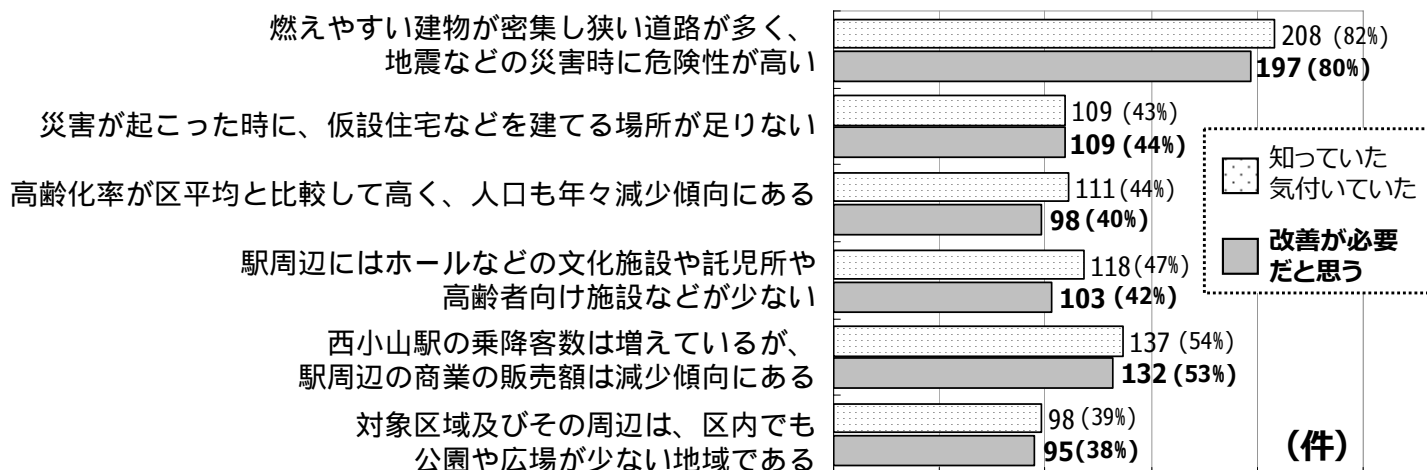 燃えやすい建物が密集し狭い道路が多く、
地震などの災害時に危険性が高い
208 (82%)
197 (80%)
災害が起こった時に、仮設住宅などを建てる場所が足りない
109 (43%)
109 (44%)
高齢化率が区平均と比較して高く、人口も年々減少傾向にある
111 (44%)
98 (40%)
駅周辺にはホールなどの文化施設や託児所や
高齢者向け施設などが少ない
118 (47%)
103 (42%)
西小山駅の乗降客数は増えているが、
駅周辺の商業の販売額は減少傾向にある
137 (54%)
132 (53%)
対象区域及びその周辺は、区内でも
公園や広場が少ない地域である
98 (39%)
95(38%)
知っていた
気付いていた
改善が必要
だと思う
(件)